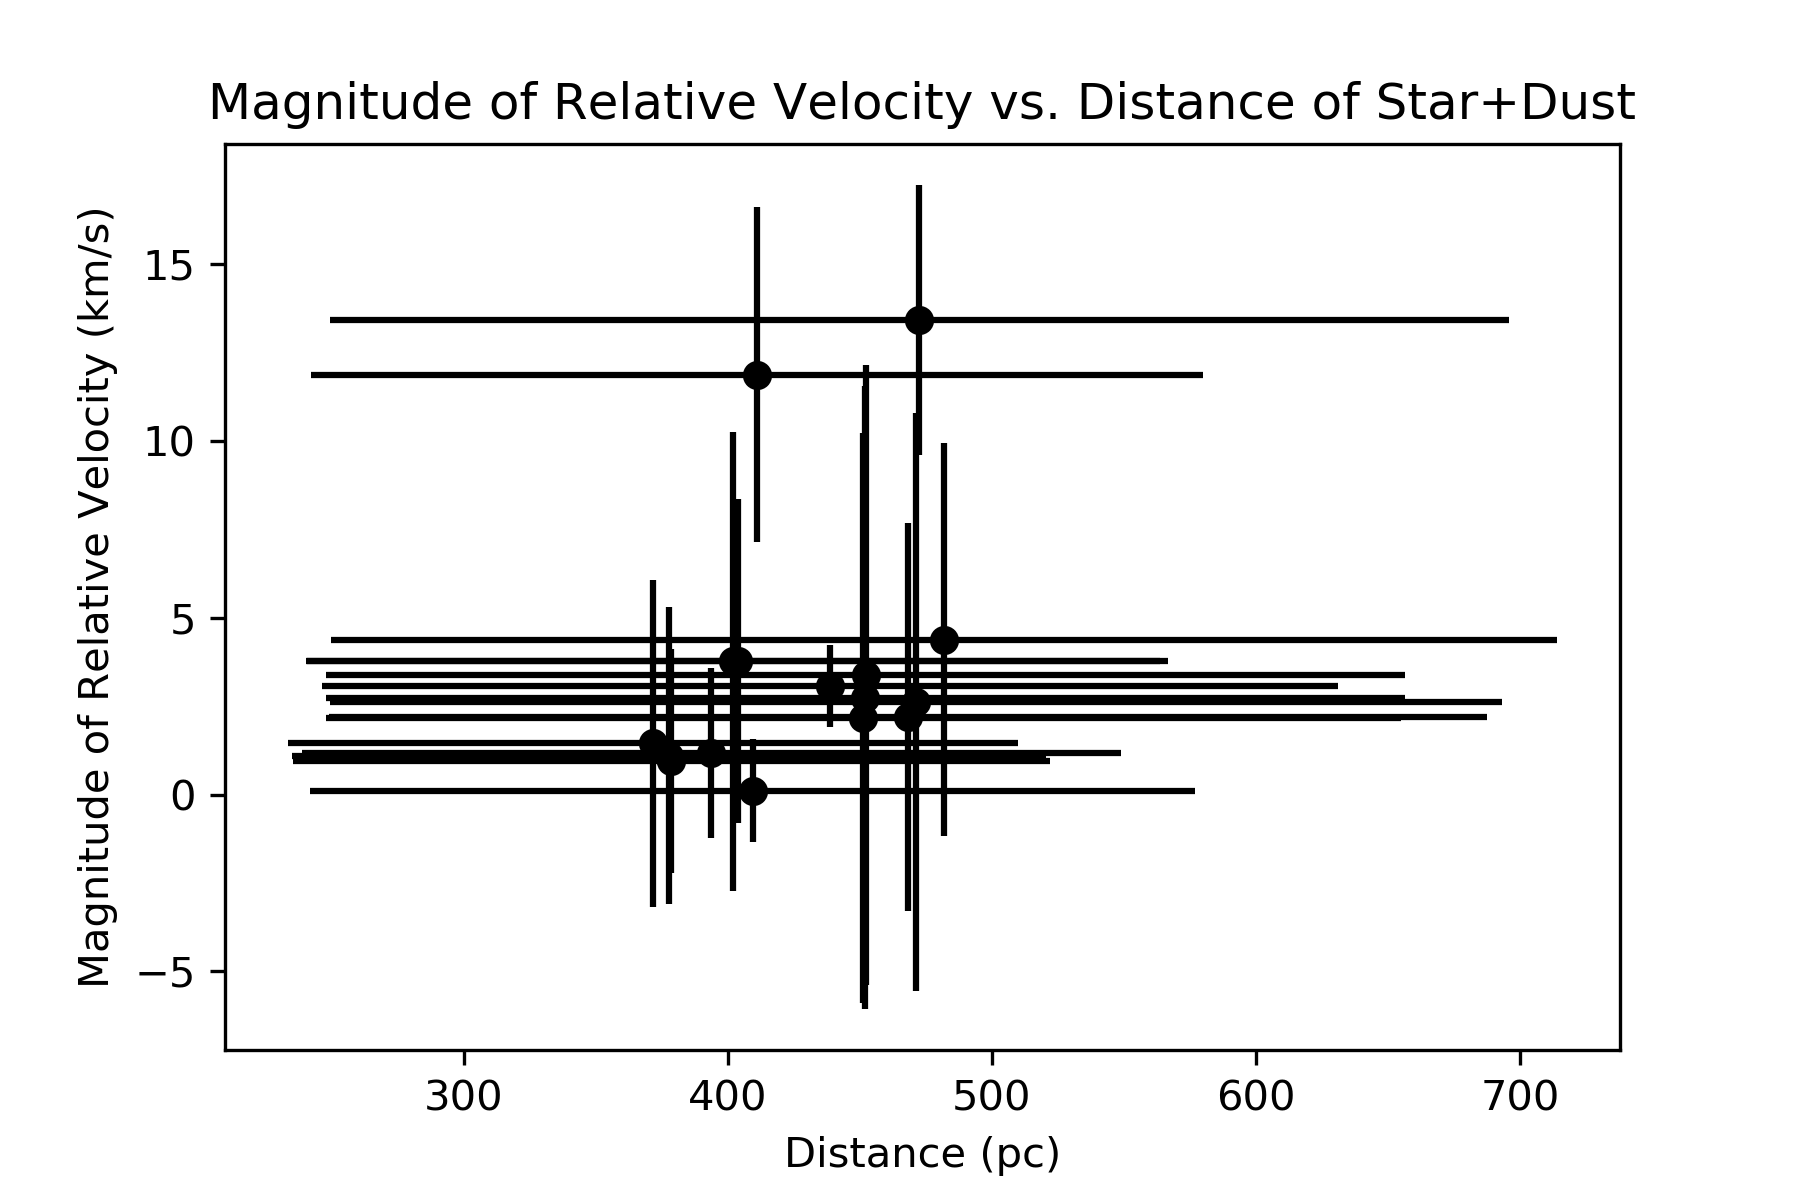 Magnitude of Relative Velocity vs. Distance of Star+Dust
Magnitude of Relative Velocity (km/s)
15
10
5
0
−5
300 400 500 600 700
Distance (pc)